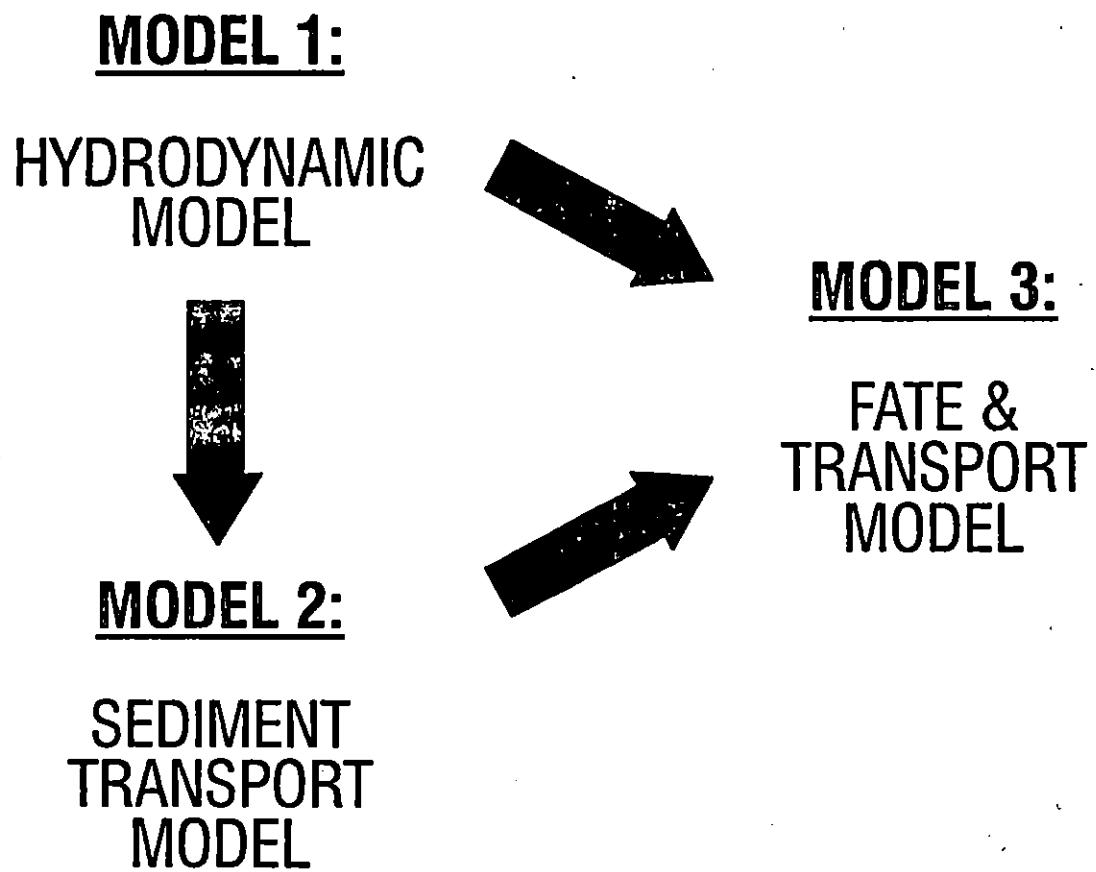 MODEL 1:
HYDRODYNAMIC
MODEL
MODEL 2:
SEDIMENT
TRANSPORT
MODEL
MODEL 3:
FATE &
TRANSPORT
MODEL